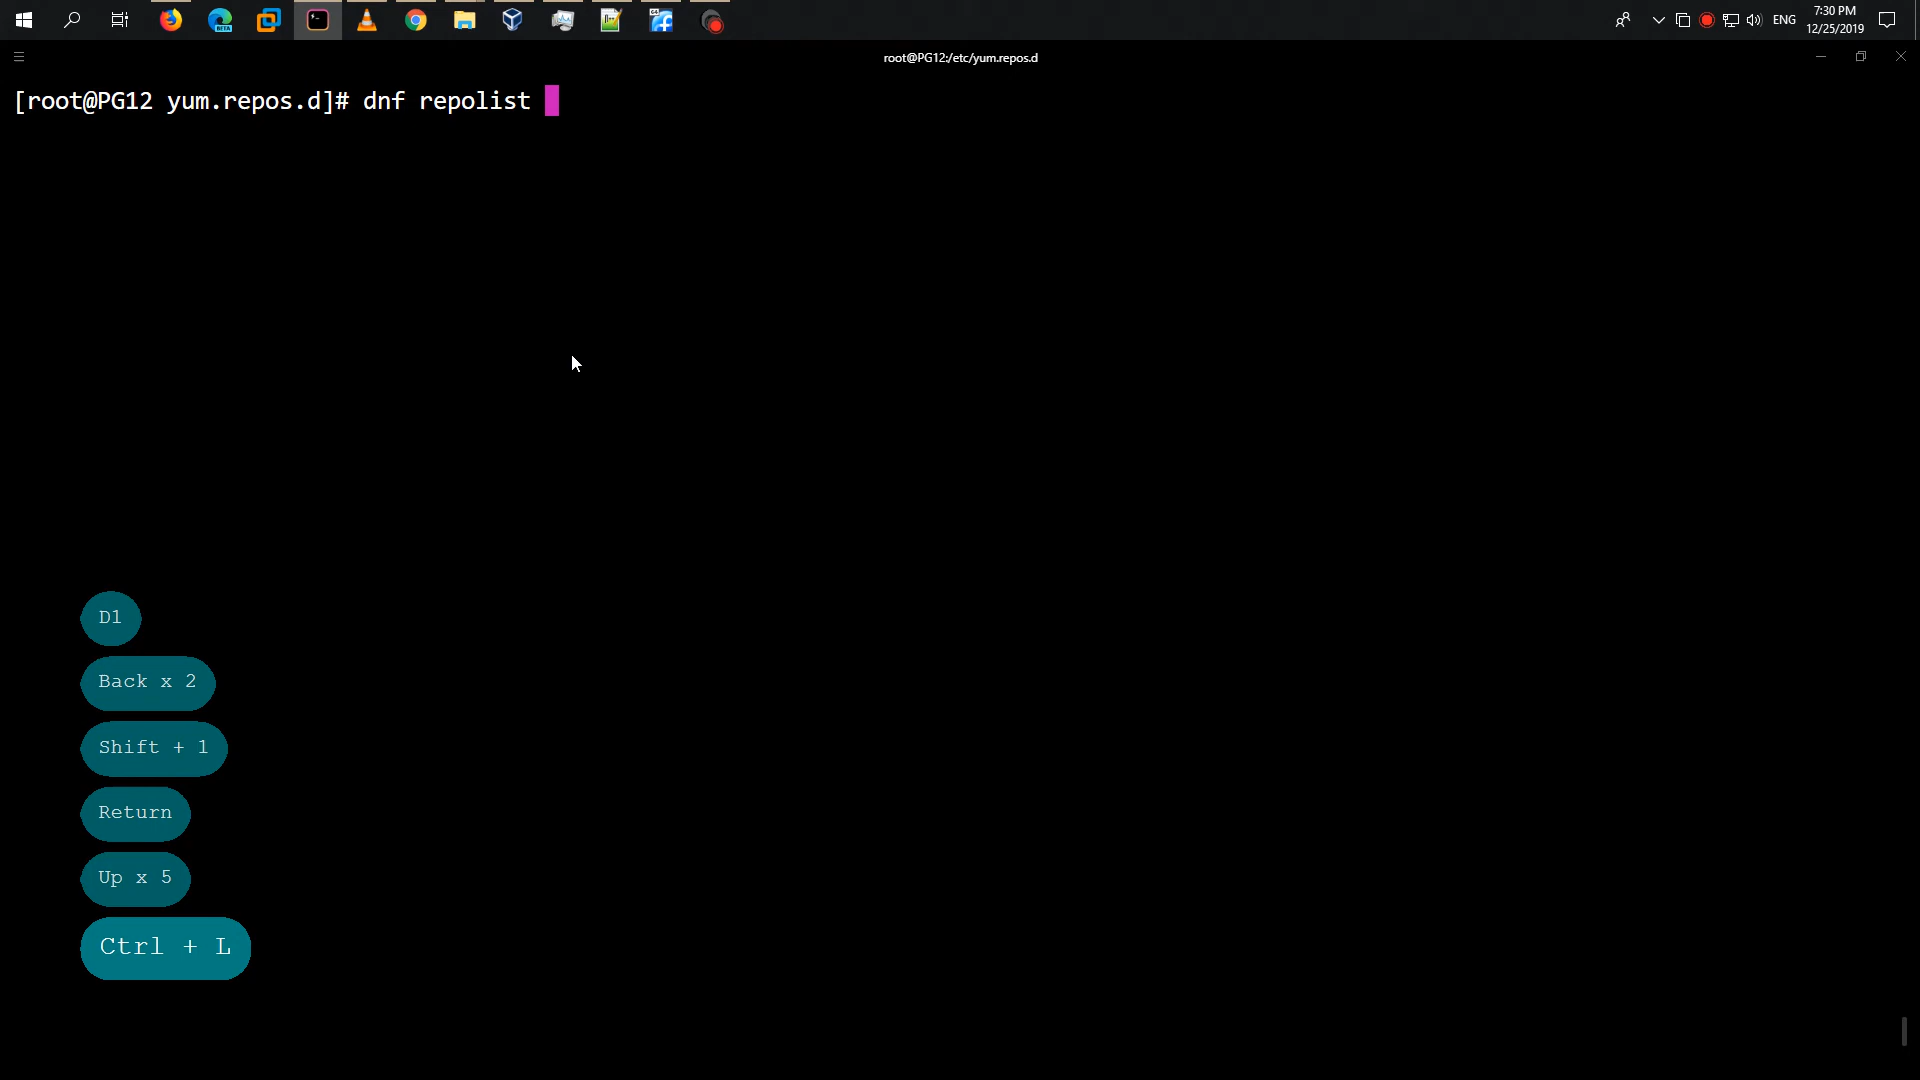 7:30 PM
ENG
12/25/2019
root@PG12:/etc/yum.repos.d
[root@PG12 yum.repos.d]# dnf repolist
D1
Back x 2
Shift + 1
Return
Up x 5
Ctrl + L